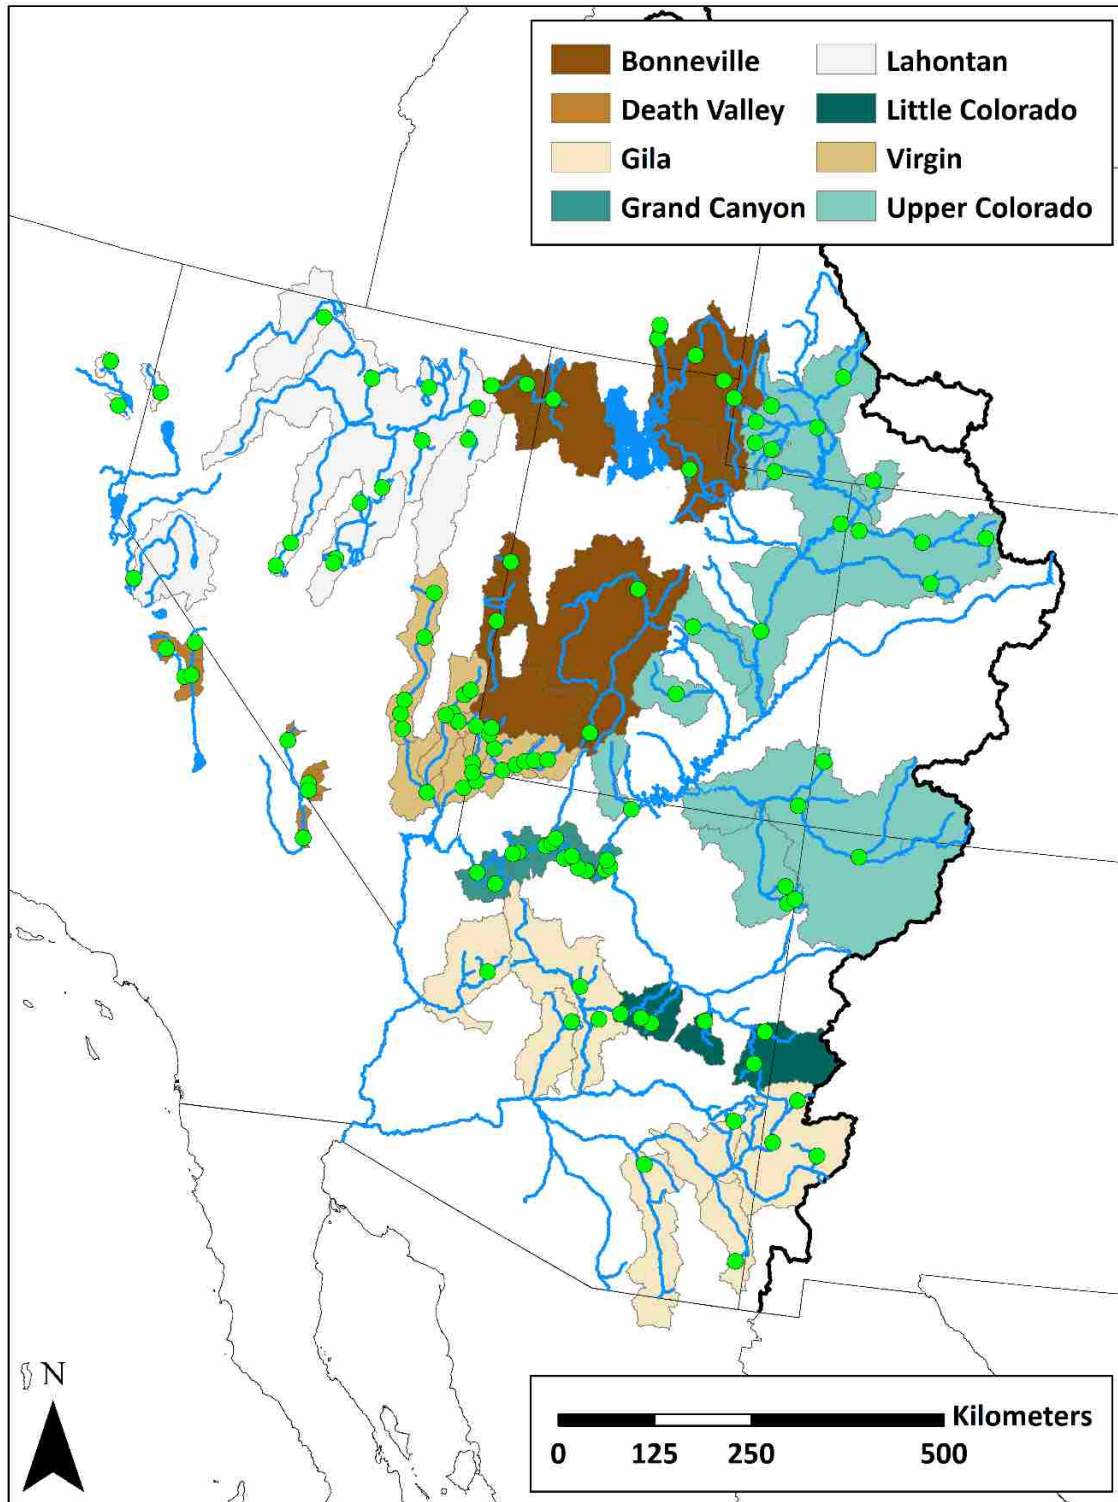 Bonneville
Lahontan
Death Valley
Little Colorado
Gila
Virgin
Grand Canyon
Upper Colorado
N
Kilometers
0 125 250 500